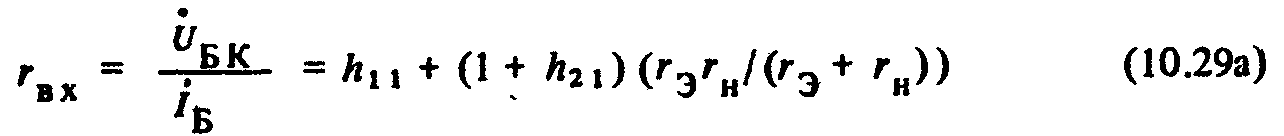 r_вх = U̇_БК / İ_Б = h_11 + (1 + h_21) (r_Э r_н/(r_Э + r_н)) (10.29а)